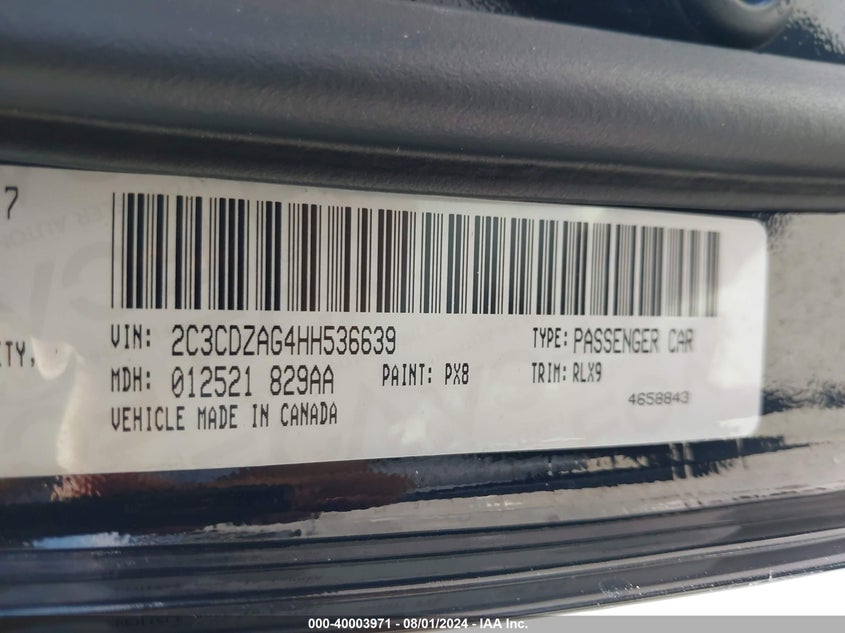 7
ITY,
VIN: 2C3CDZAG4HH536639 TYPE: PASSENGER CAR
MDH: 012521 829AA PAINT: PX8 TRIM: RLX9
VEHICLE MADE IN CANADA 4658843
000-40003971 - 08/01/2024 - IAA Inc.